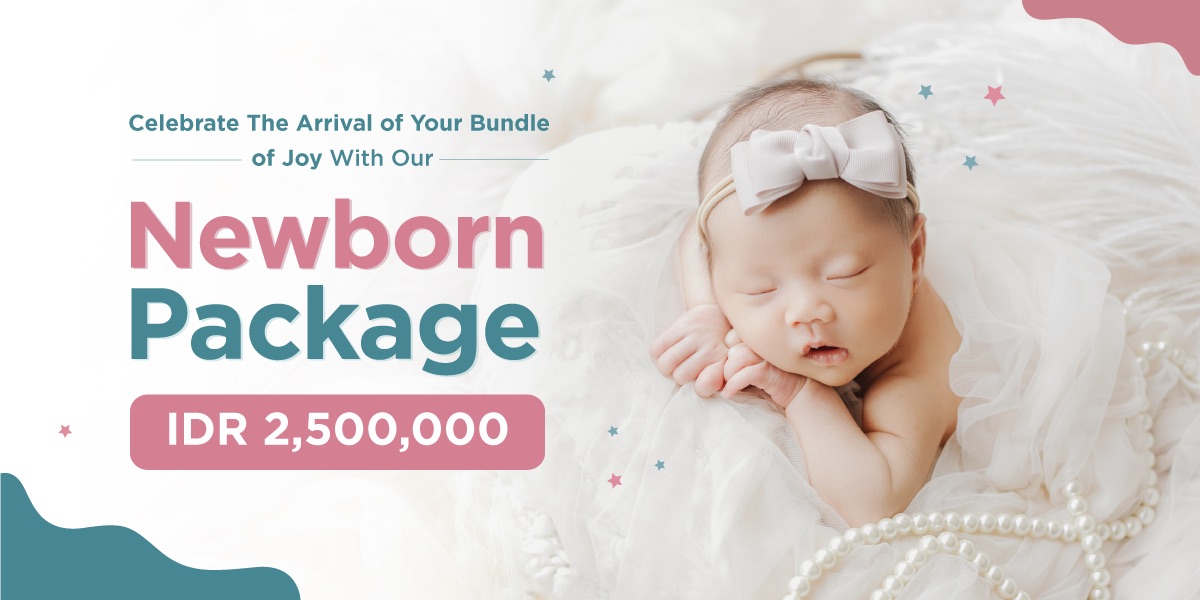 Celebrate The Arrival of Your Bundle
of Joy With Our
Newborn
Package
IDR 2,500,000